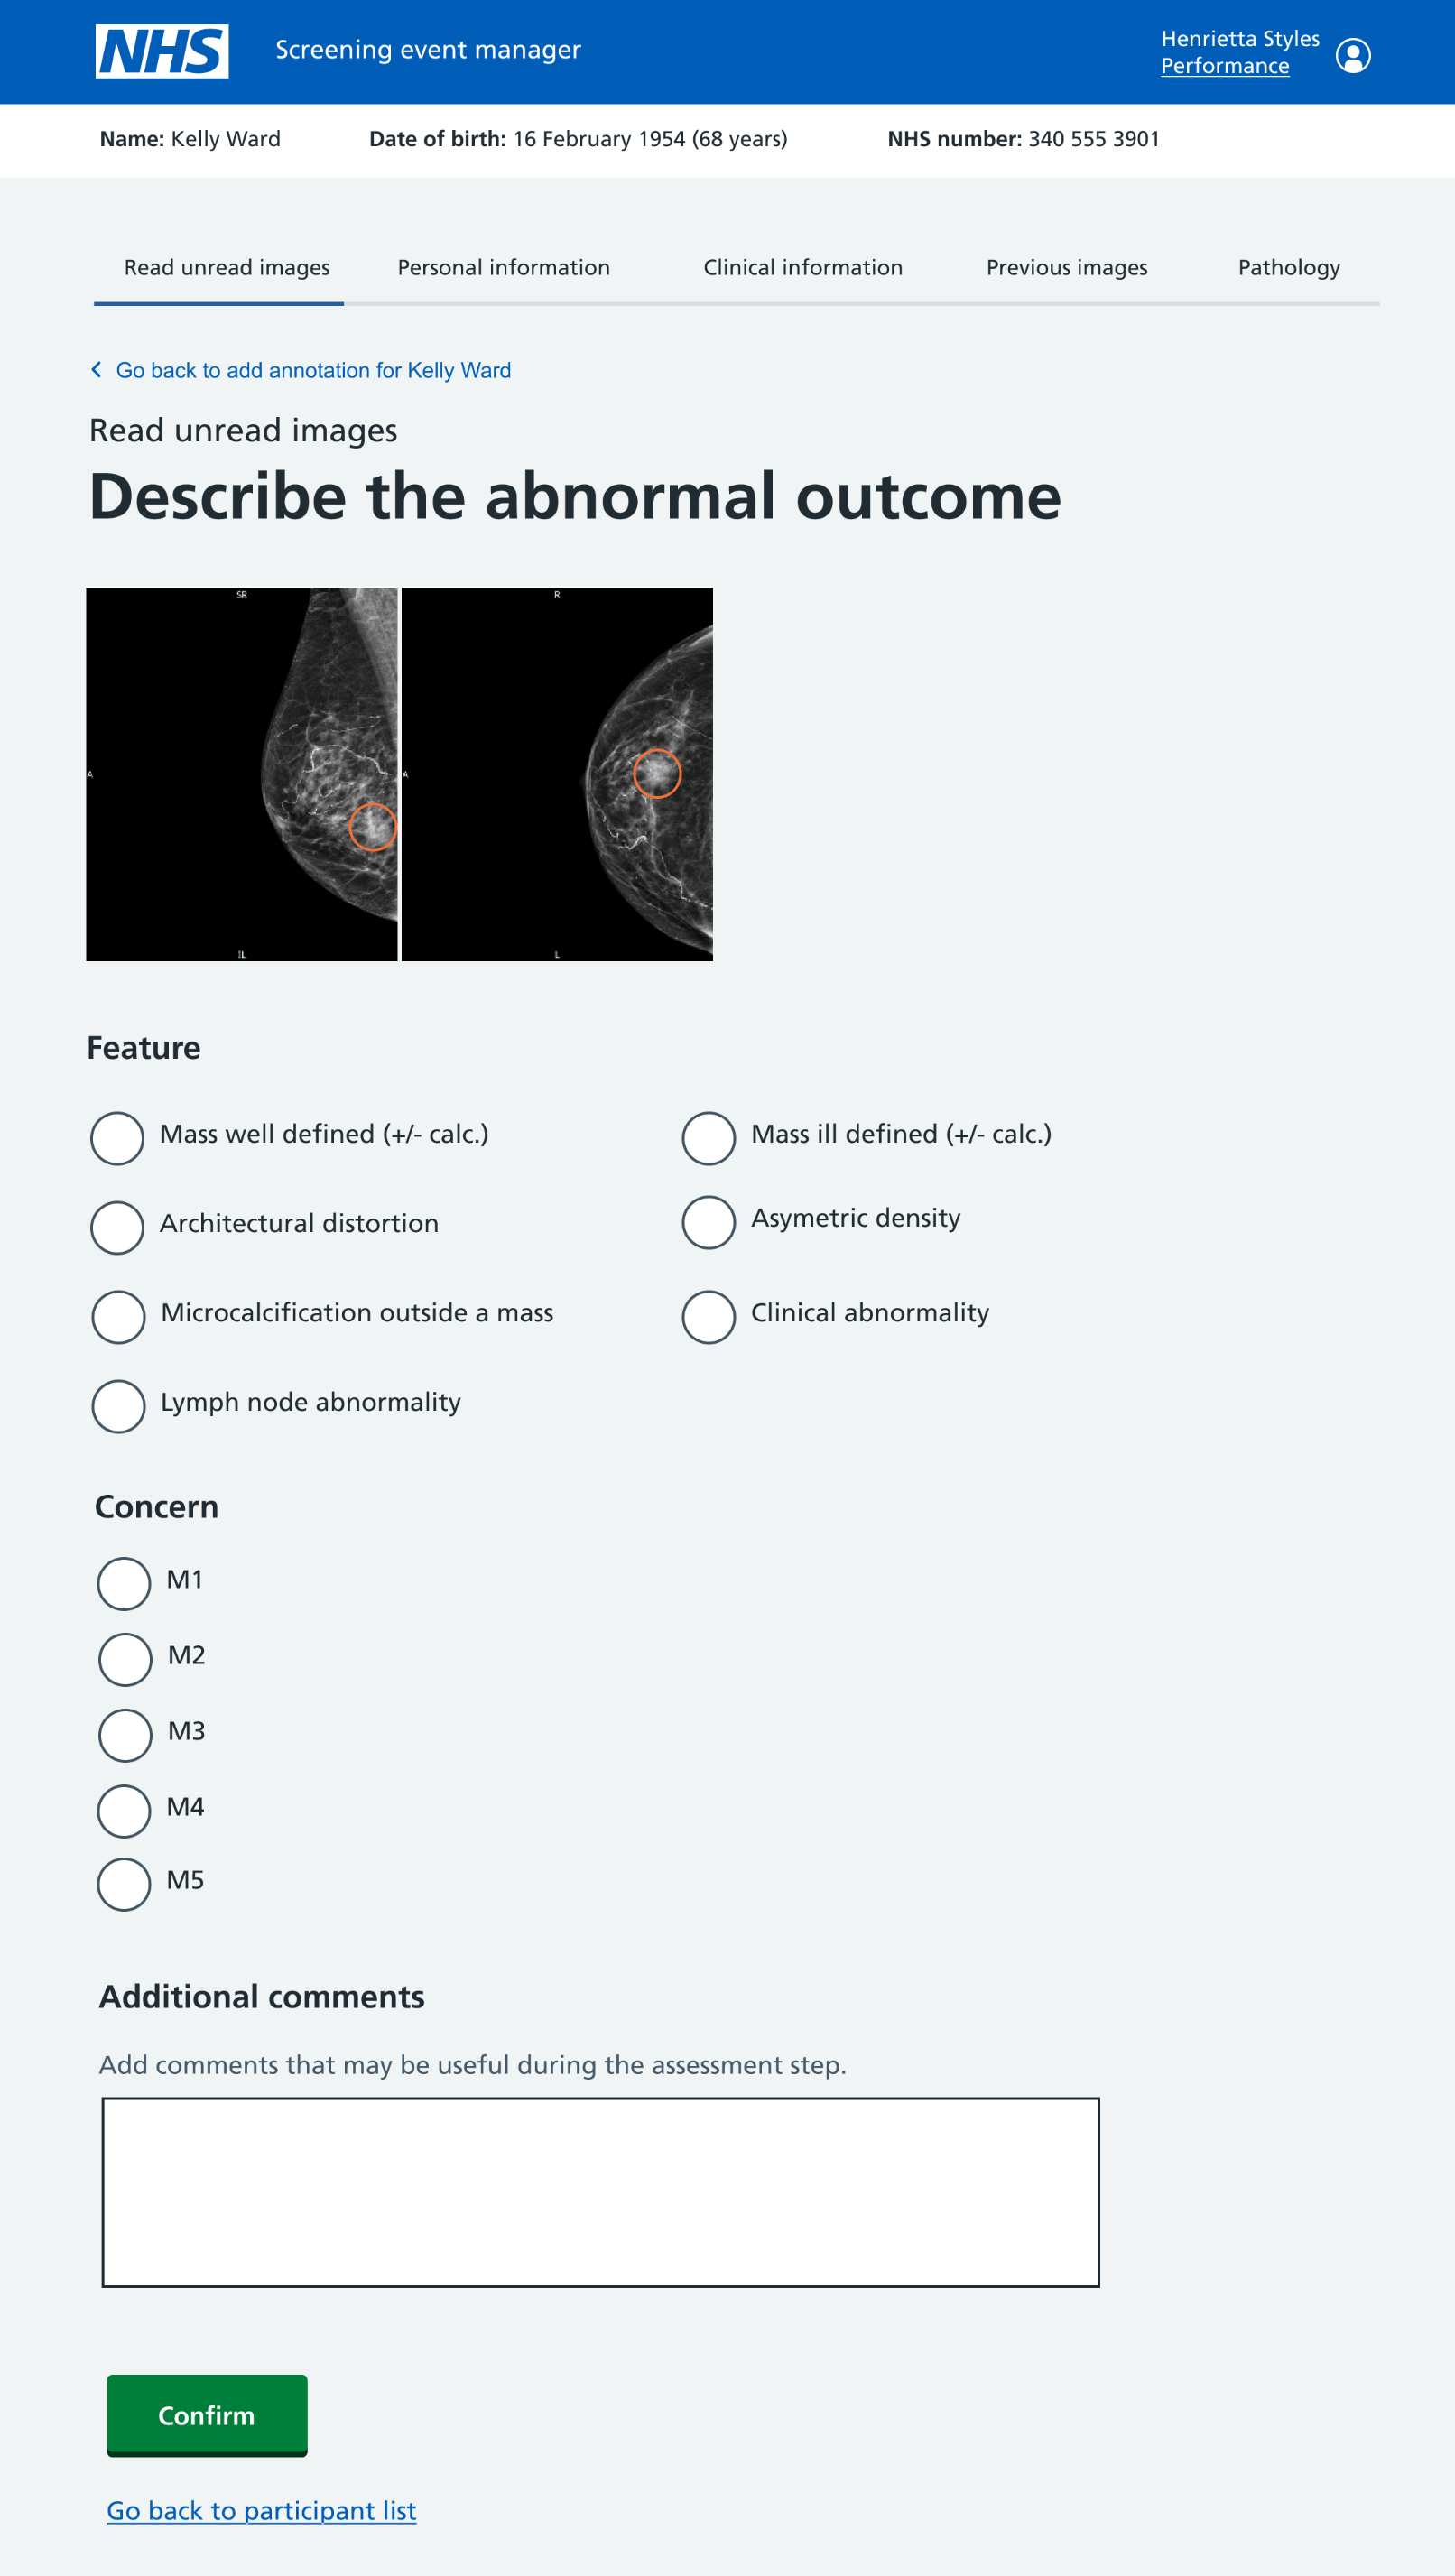 NHS Screening event manager
Henrietta Styles
Performance
Name: Kelly Ward Date of birth: 16 February 1954 (68 years) NHS number: 340 555 3901
Read unread images Personal information Clinical information Previous images Pathology
Go back to add annotation for Kelly Ward
Read unread images
Describe the abnormal outcome
SR R
A A
IL L
Feature
Mass well defined (+/- calc.) Mass ill defined (+/- calc.)
Architectural distortion Asymetric density
Microcalcification outside a mass Clinical abnormality
Lymph node abnormality
Concern
M1
M2
M3
M4
M5
Additional comments
Add comments that may be useful during the assessment step.
Confirm
Go back to participant list